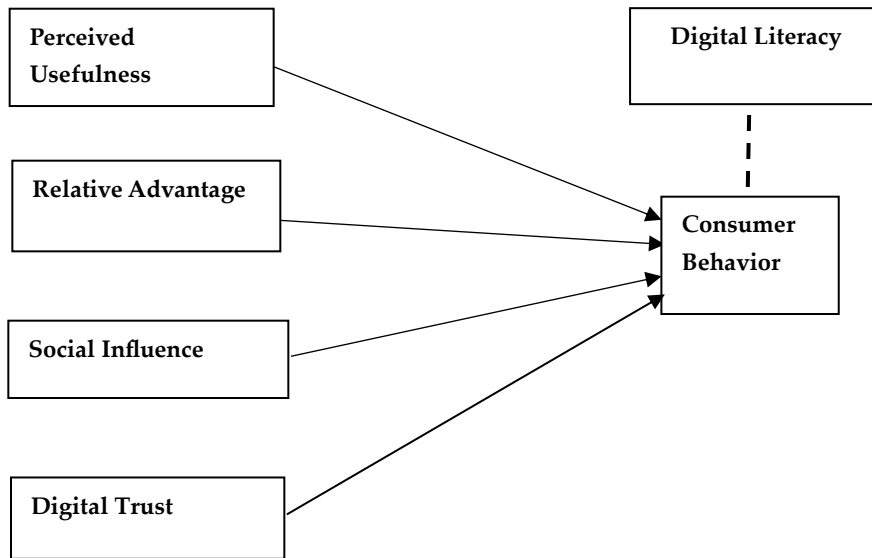 Perceived
Usefulness
Digital Literacy
Relative Advantage
Consumer
Behavior
Social Influence
Digital Trust